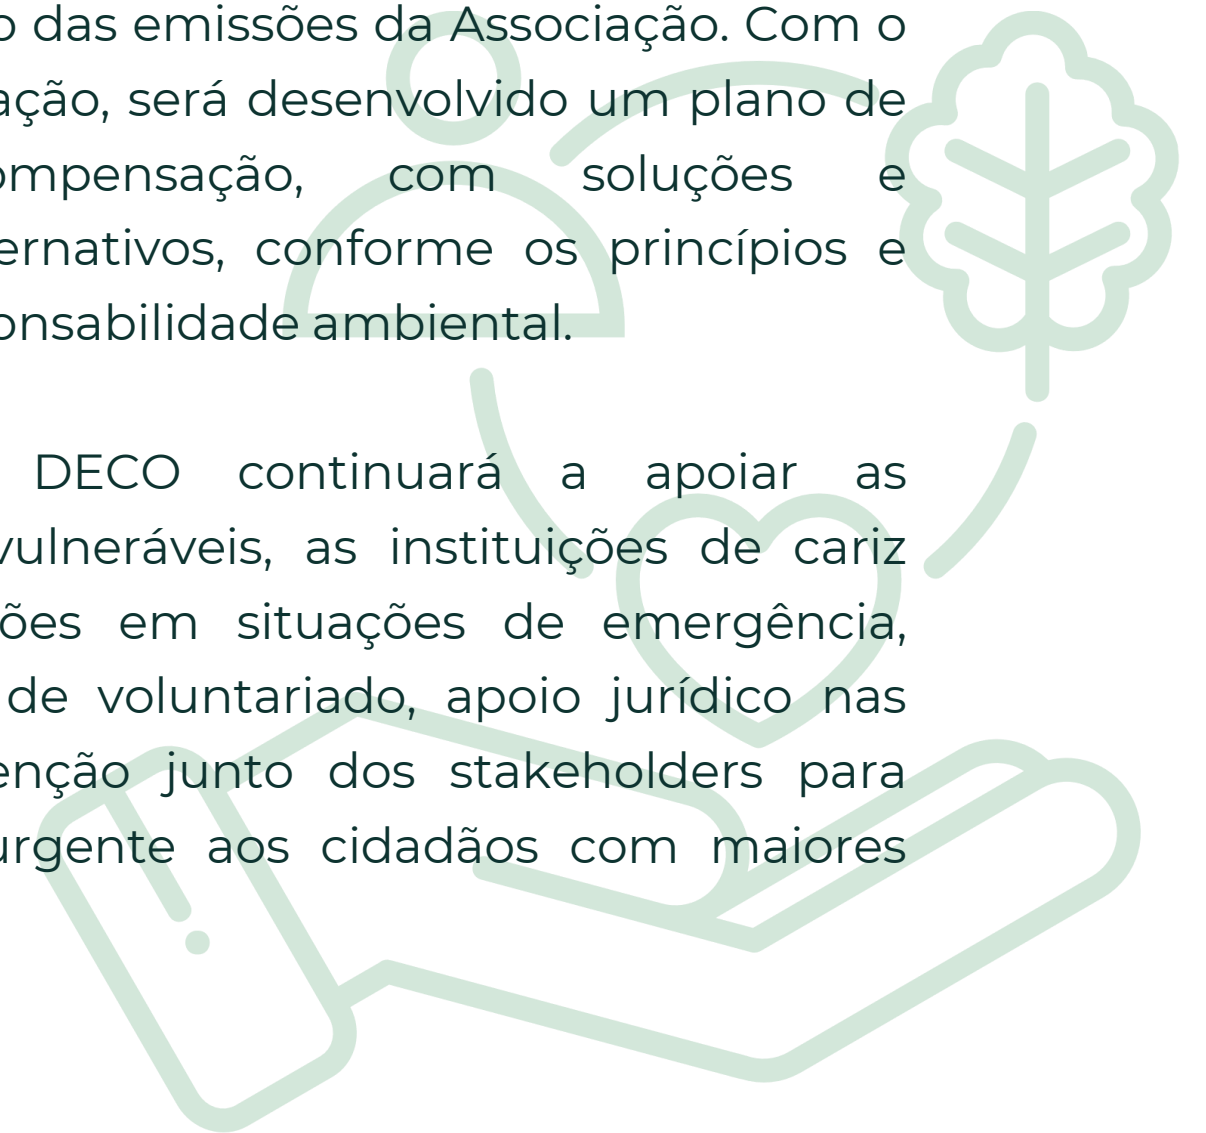 o das emissões da Associação. Com o
ação, será desenvolvido um plano de
ompensação, com soluções e
ernativos, conforme os princípios e
onsabilidade ambiental.
DECO continuará a apoiar as
vulneráveis, as instituições de cariz
ões em situações de emergência,
de voluntariado, apoio jurídico nas
enção junto dos stakeholders para
urgente aos cidadãos com maiores